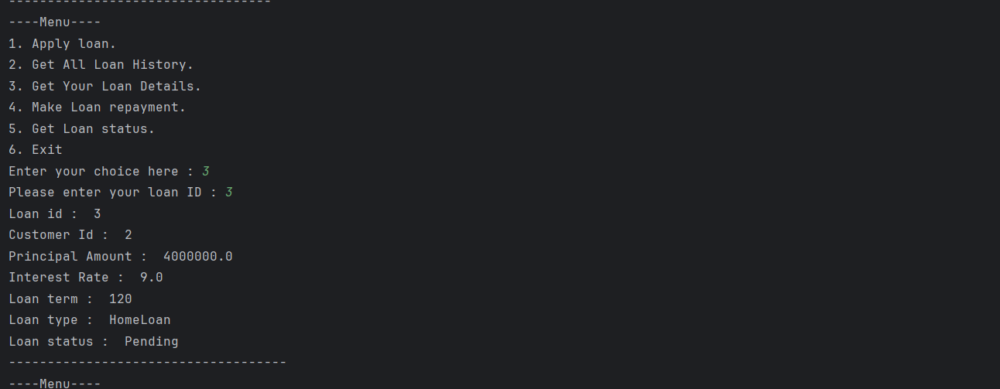 ----------------------------------
----Menu----
1. Apply loan.
2. Get All Loan History.
3. Get Your Loan Details.
4. Make Loan repayment.
5. Get Loan status.
6. Exit
Enter your choice here : 3
Please enter your loan ID : 3
Loan id :  3
Customer Id :  2
Principal Amount :  4000000.0
Interest Rate :  9.0
Loan term :  120
Loan type :  HomeLoan
Loan status :  Pending
------------------------------------
----Menu----